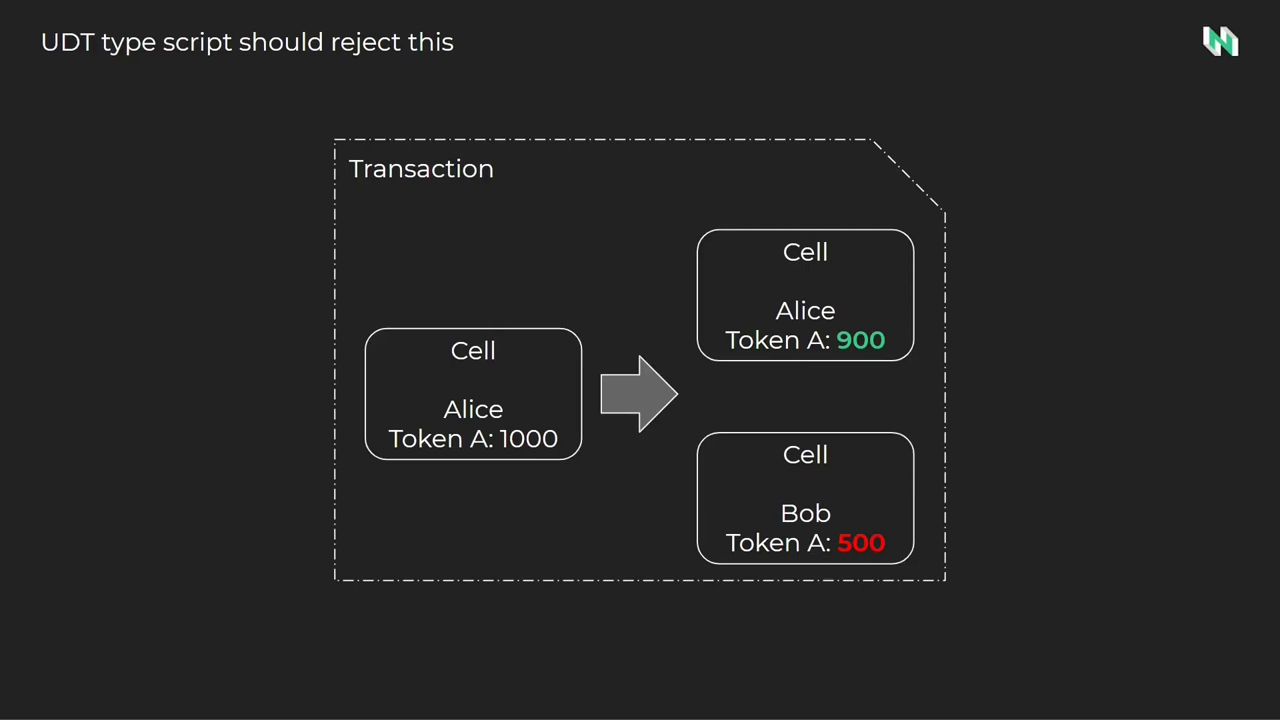 UDT type script should reject this
Transaction
Cell
Alice
Token A: 1000
Cell
Alice
Token A: 900
Cell
Bob
Token A: 500